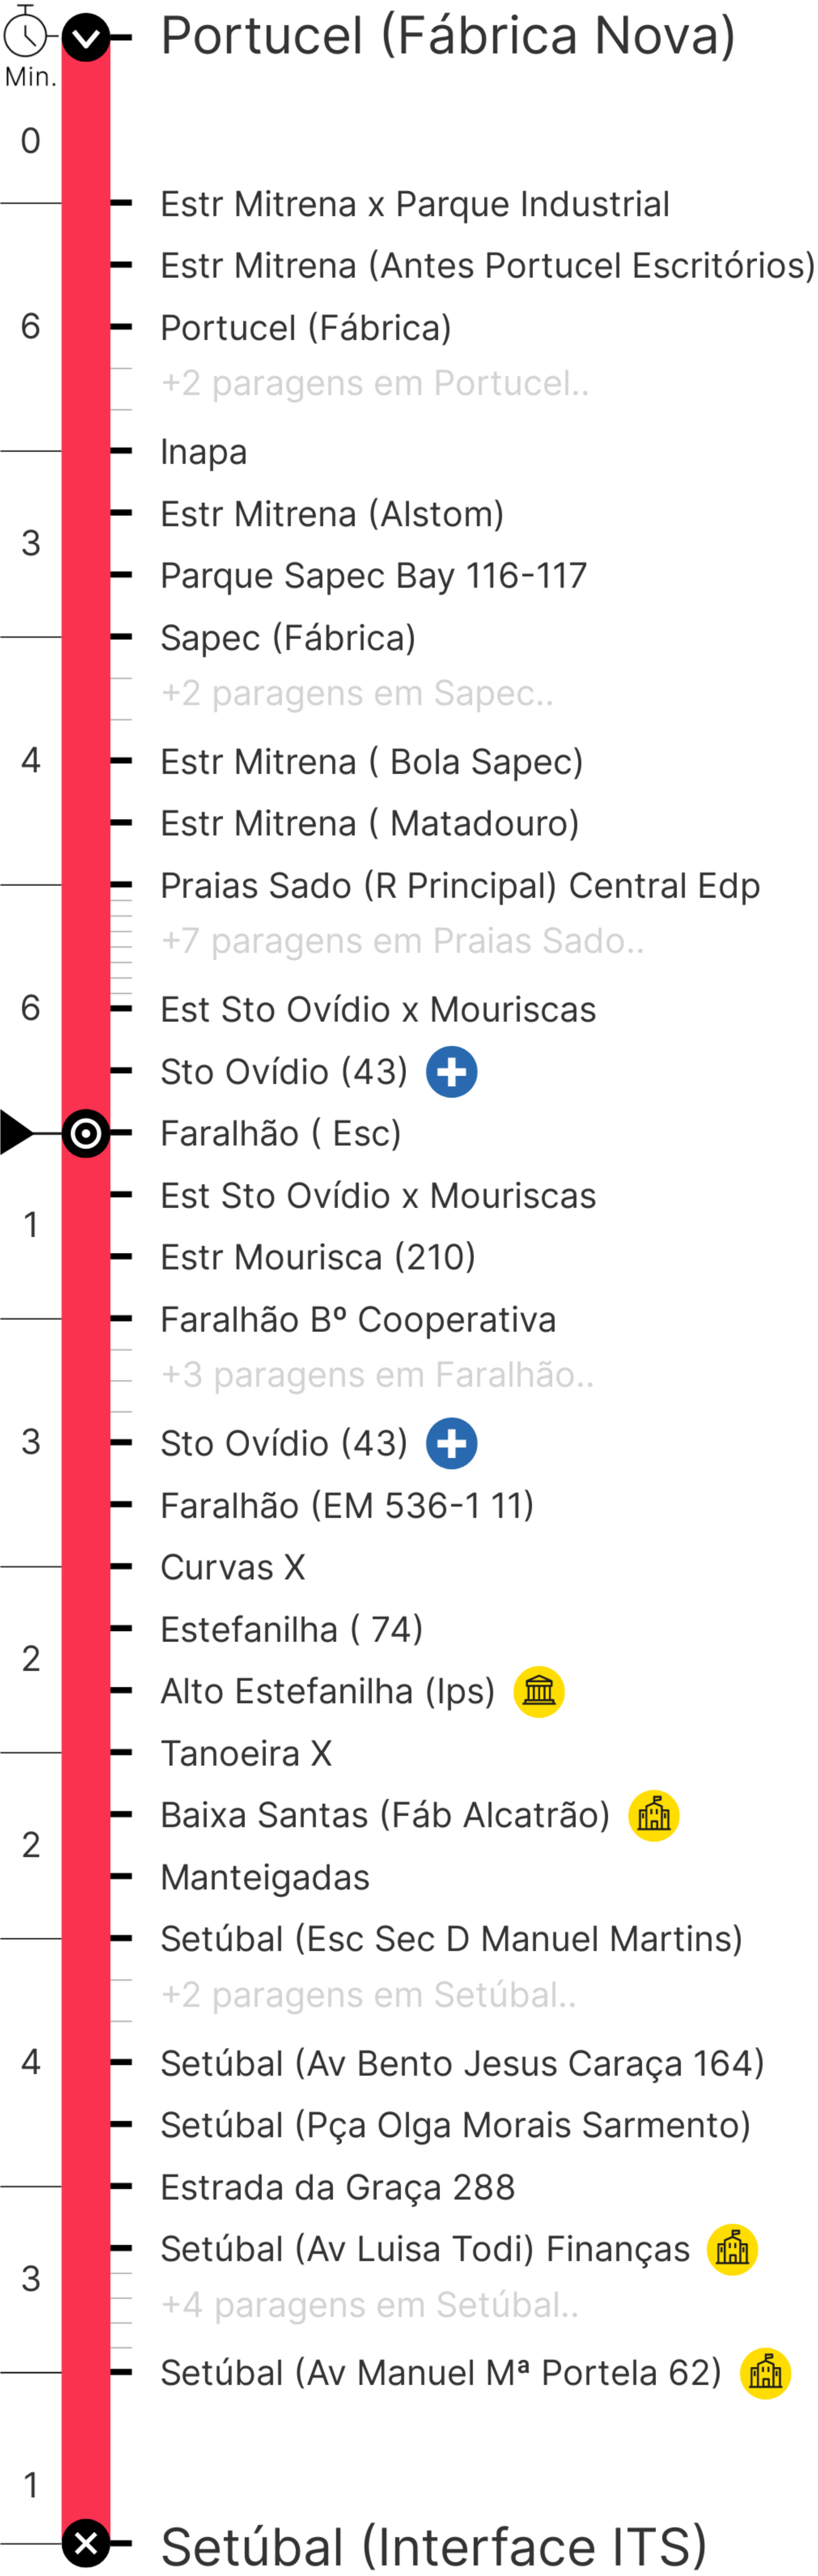 Portucel (Fábrica Nova)
Min.
0
Estr Mitrena x Parque Industrial
Estr Mitrena (Antes Portucel Escritórios)
6
Portucel (Fábrica)
+2 paragens em Portucel..
Inapa
Estr Mitrena (Alstom)
3
Parque Sapec Bay 116-117
Sapec (Fábrica)
+2 paragens em Sapec..
4
Estr Mitrena ( Bola Sapec)
Estr Mitrena ( Matadouro)
Praias Sado (R Principal) Central Edp
+7 paragens em Praias Sado..
6
Est Sto Ovídio x Mouriscas
Sto Ovídio (43)
Faralhão ( Esc)
Est Sto Ovídio x Mouriscas
1
Estr Mourisca (210)
Faralhão Bº Cooperativa
+3 paragens em Faralhão..
3
Sto Ovídio (43)
Faralhão (EM 536-1 11)
Curvas X
Estefanilha ( 74)
2
Alto Estefanilha (Ips)
Tanoeira X
Baixa Santas (Fáb Alcatrão)
2
Manteigadas
Setúbal (Esc Sec D Manuel Martins)
+2 paragens em Setúbal..
4
Setúbal (Av Bento Jesus Caraça 164)
Setúbal (Pça Olga Morais Sarmento)
Estrada da Graça 288
Setúbal (Av Luisa Todi) Finanças
3
+4 paragens em Setúbal..
Setúbal (Av Manuel Mª Portela 62)
1
Setúbal (Interface ITS)